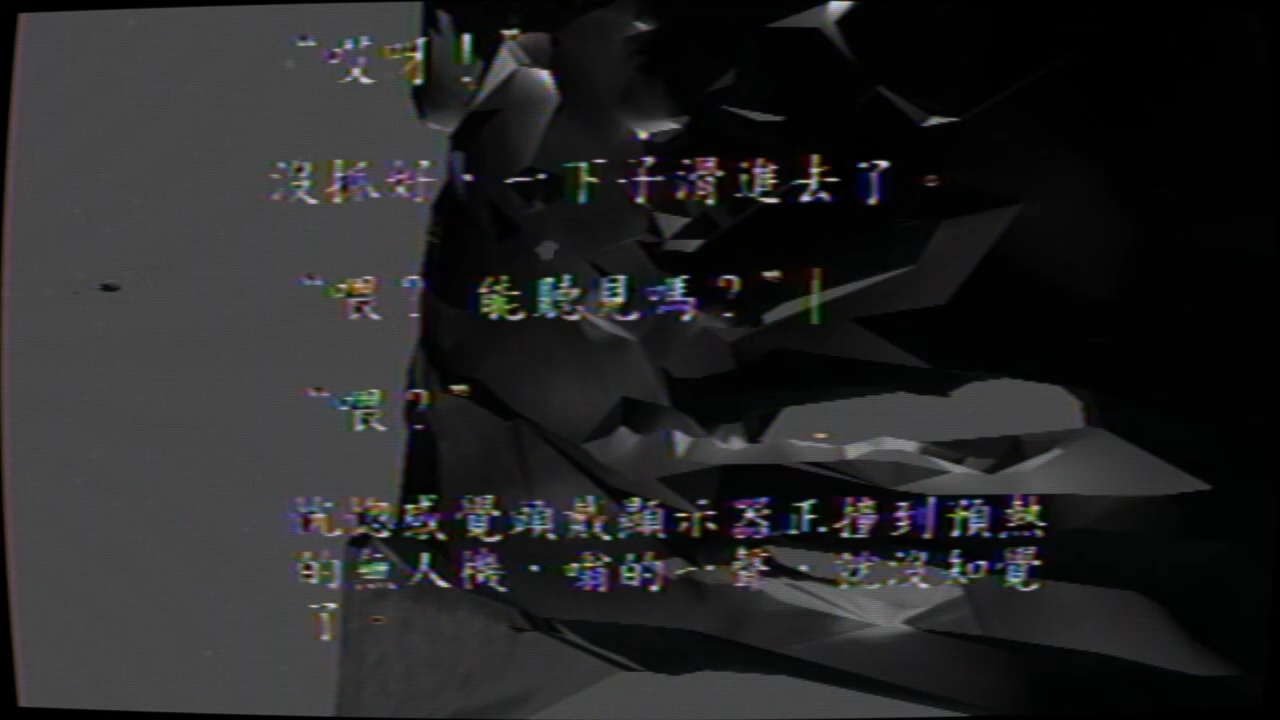 “哎呀！”
沒抓好，一下子滑進去了。
“喂？ 能聽見嗎？”
“喂？”
恍惚感覺頭戴顯示器正撞到預熱
的無人機，嗡的一聲，就沒知覺
了。